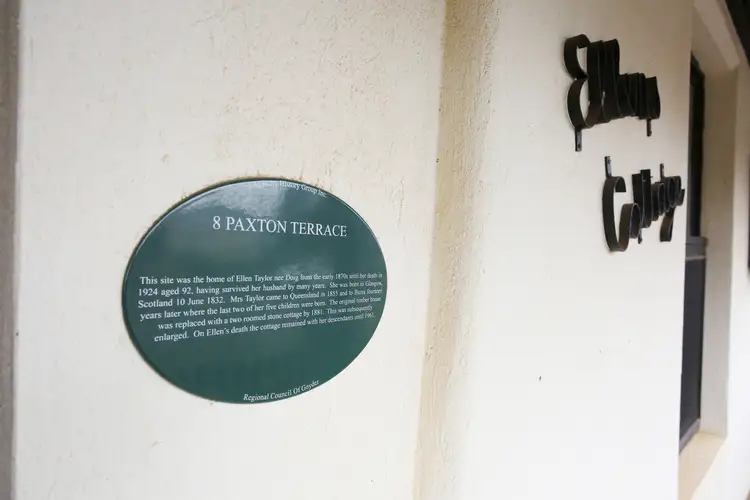 History Group Inc.
8 PAXTON TERRACE
This site was the home of Ellen Taylor nee Doig from the early 1870s until her death in
1924 aged 92, having survived her husband by many years. She was born in Glasgow,
Scotland 10 June 1832. Mrs Taylor came to Queensland in 1855 and to Burra fourteen
years later where the last two of her five children were born. The original timber house
was replaced with a two roomed stone cottage by 1881. This was subsequently
enlarged. On Ellen's death the cottage remained with her descendants until 1961.
Regional Council Of Goyder
Ellen
Cottage